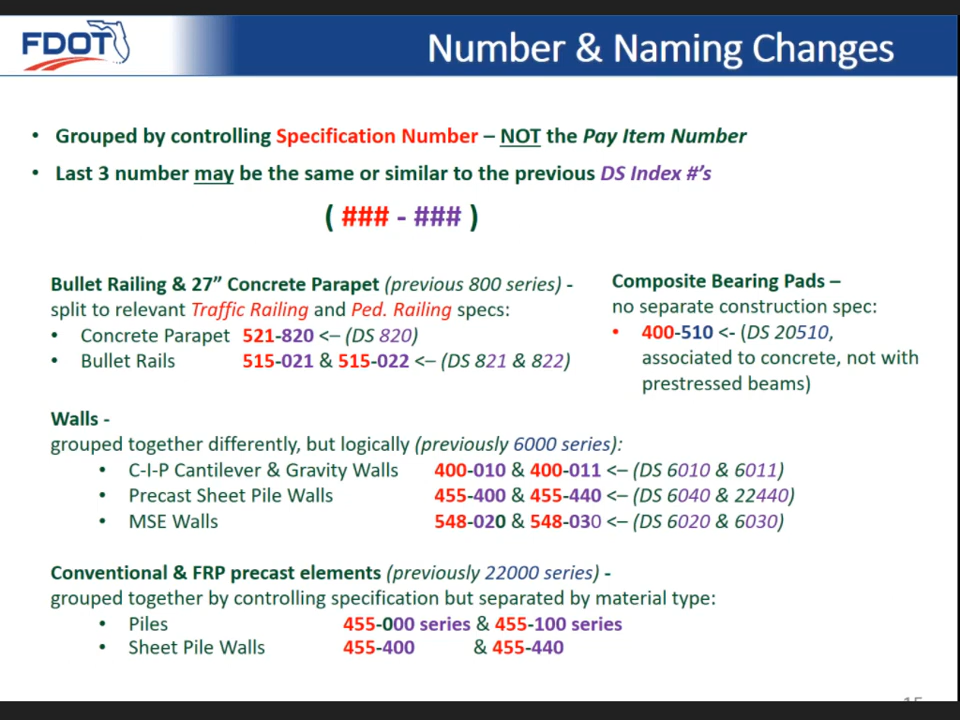 FDOT
Number & Naming Changes
• Grouped by controlling Specification Number – NOT the Pay Item Number
• Last 3 number may be the same or similar to the previous DS Index #'s
( ### - ### )
Bullet Railing & 27” Concrete Parapet (previous 800 series) -
split to relevant Traffic Railing and Ped. Railing specs:
• Concrete Parapet 521-820 <– (DS 820)
• Bullet Rails 515-021 & 515-022 <– (DS 821 & 822)
Composite Bearing Pads –
no separate construction spec:
• 400-510 <- (DS 20510,
associated to concrete, not with
prestressed beams)
Walls -
grouped together differently, but logically (previously 6000 series):
• C-I-P Cantilever & Gravity Walls 400-010 & 400-011 <– (DS 6010 & 6011)
• Precast Sheet Pile Walls 455-400 & 455-440 <– (DS 6040 & 22440)
• MSE Walls 548-020 & 548-030 <– (DS 6020 & 6030)
Conventional & FRP precast elements (previously 22000 series) -
grouped together by controlling specification but separated by material type:
• Piles 455-000 series & 455-100 series
• Sheet Pile Walls 455-400 & 455-440